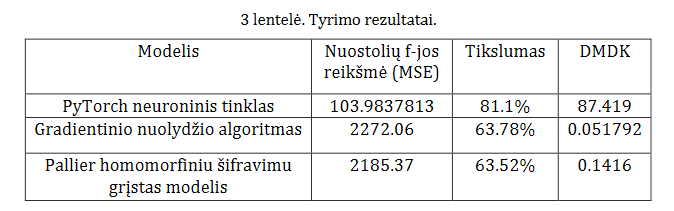 3 lentelė. Tyrimo rezultatai.
Modelis Nuostolių f-jos reikšmė (MSE) Tikslumas DMDK
PyTorch neuroninis tinklas 103.9837813 81.1% 87.419
Gradientinio nuolydžio algoritmas 2272.06 63.78% 0.051792
Pallier homomorfiniu šifravimu grįstas modelis 2185.37 63.52% 0.1416